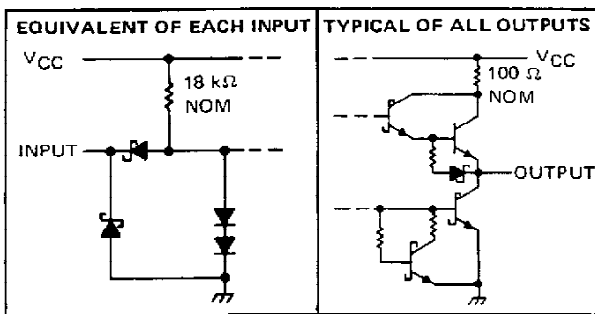 EQUIVALENT OF EACH INPUT
VCC
18 kΩ
NOM
INPUT
TYPICAL OF ALL OUTPUTS
VCC
100 Ω
NOM
OUTPUT